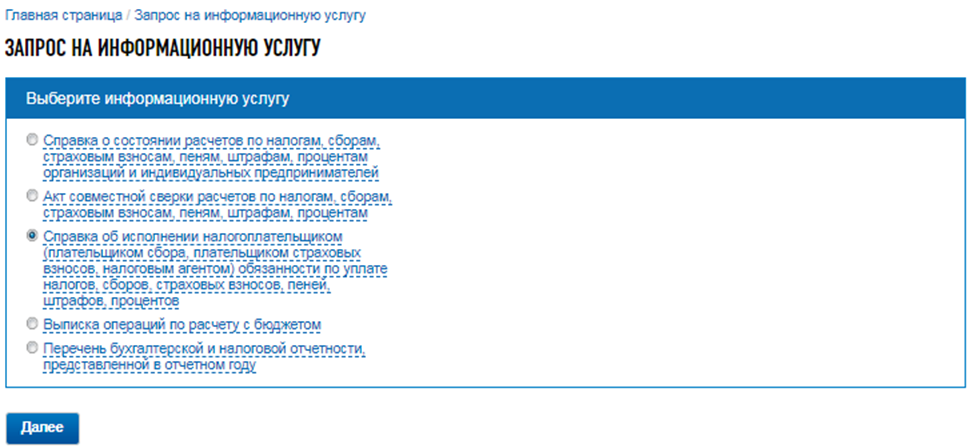 Главная страница / Запрос на информационную услугу
ЗАПРОС НА ИНФОРМАЦИОННУЮ УСЛУГУ
Выберите информационную услугу
Справка о состоянии расчетов по налогам, сборам,
страховым взносам, пеням, штрафам, процентам
организаций и индивидуальных предпринимателей
Акт совместной сверки расчетов по налогам, сборам,
страховым взносам, пеням, штрафам, процентам
Справка об исполнении налогоплательщиком
(плательщиком сбора, плательщиком страховых
взносов, налоговым агентом) обязанности по уплате
налогов, сборов, страховых взносов, пеней,
штрафов, процентов
Выписка операций по расчету с бюджетом
Перечень бухгалтерской и налоговой отчетности,
представленной в отчетном году
Далее